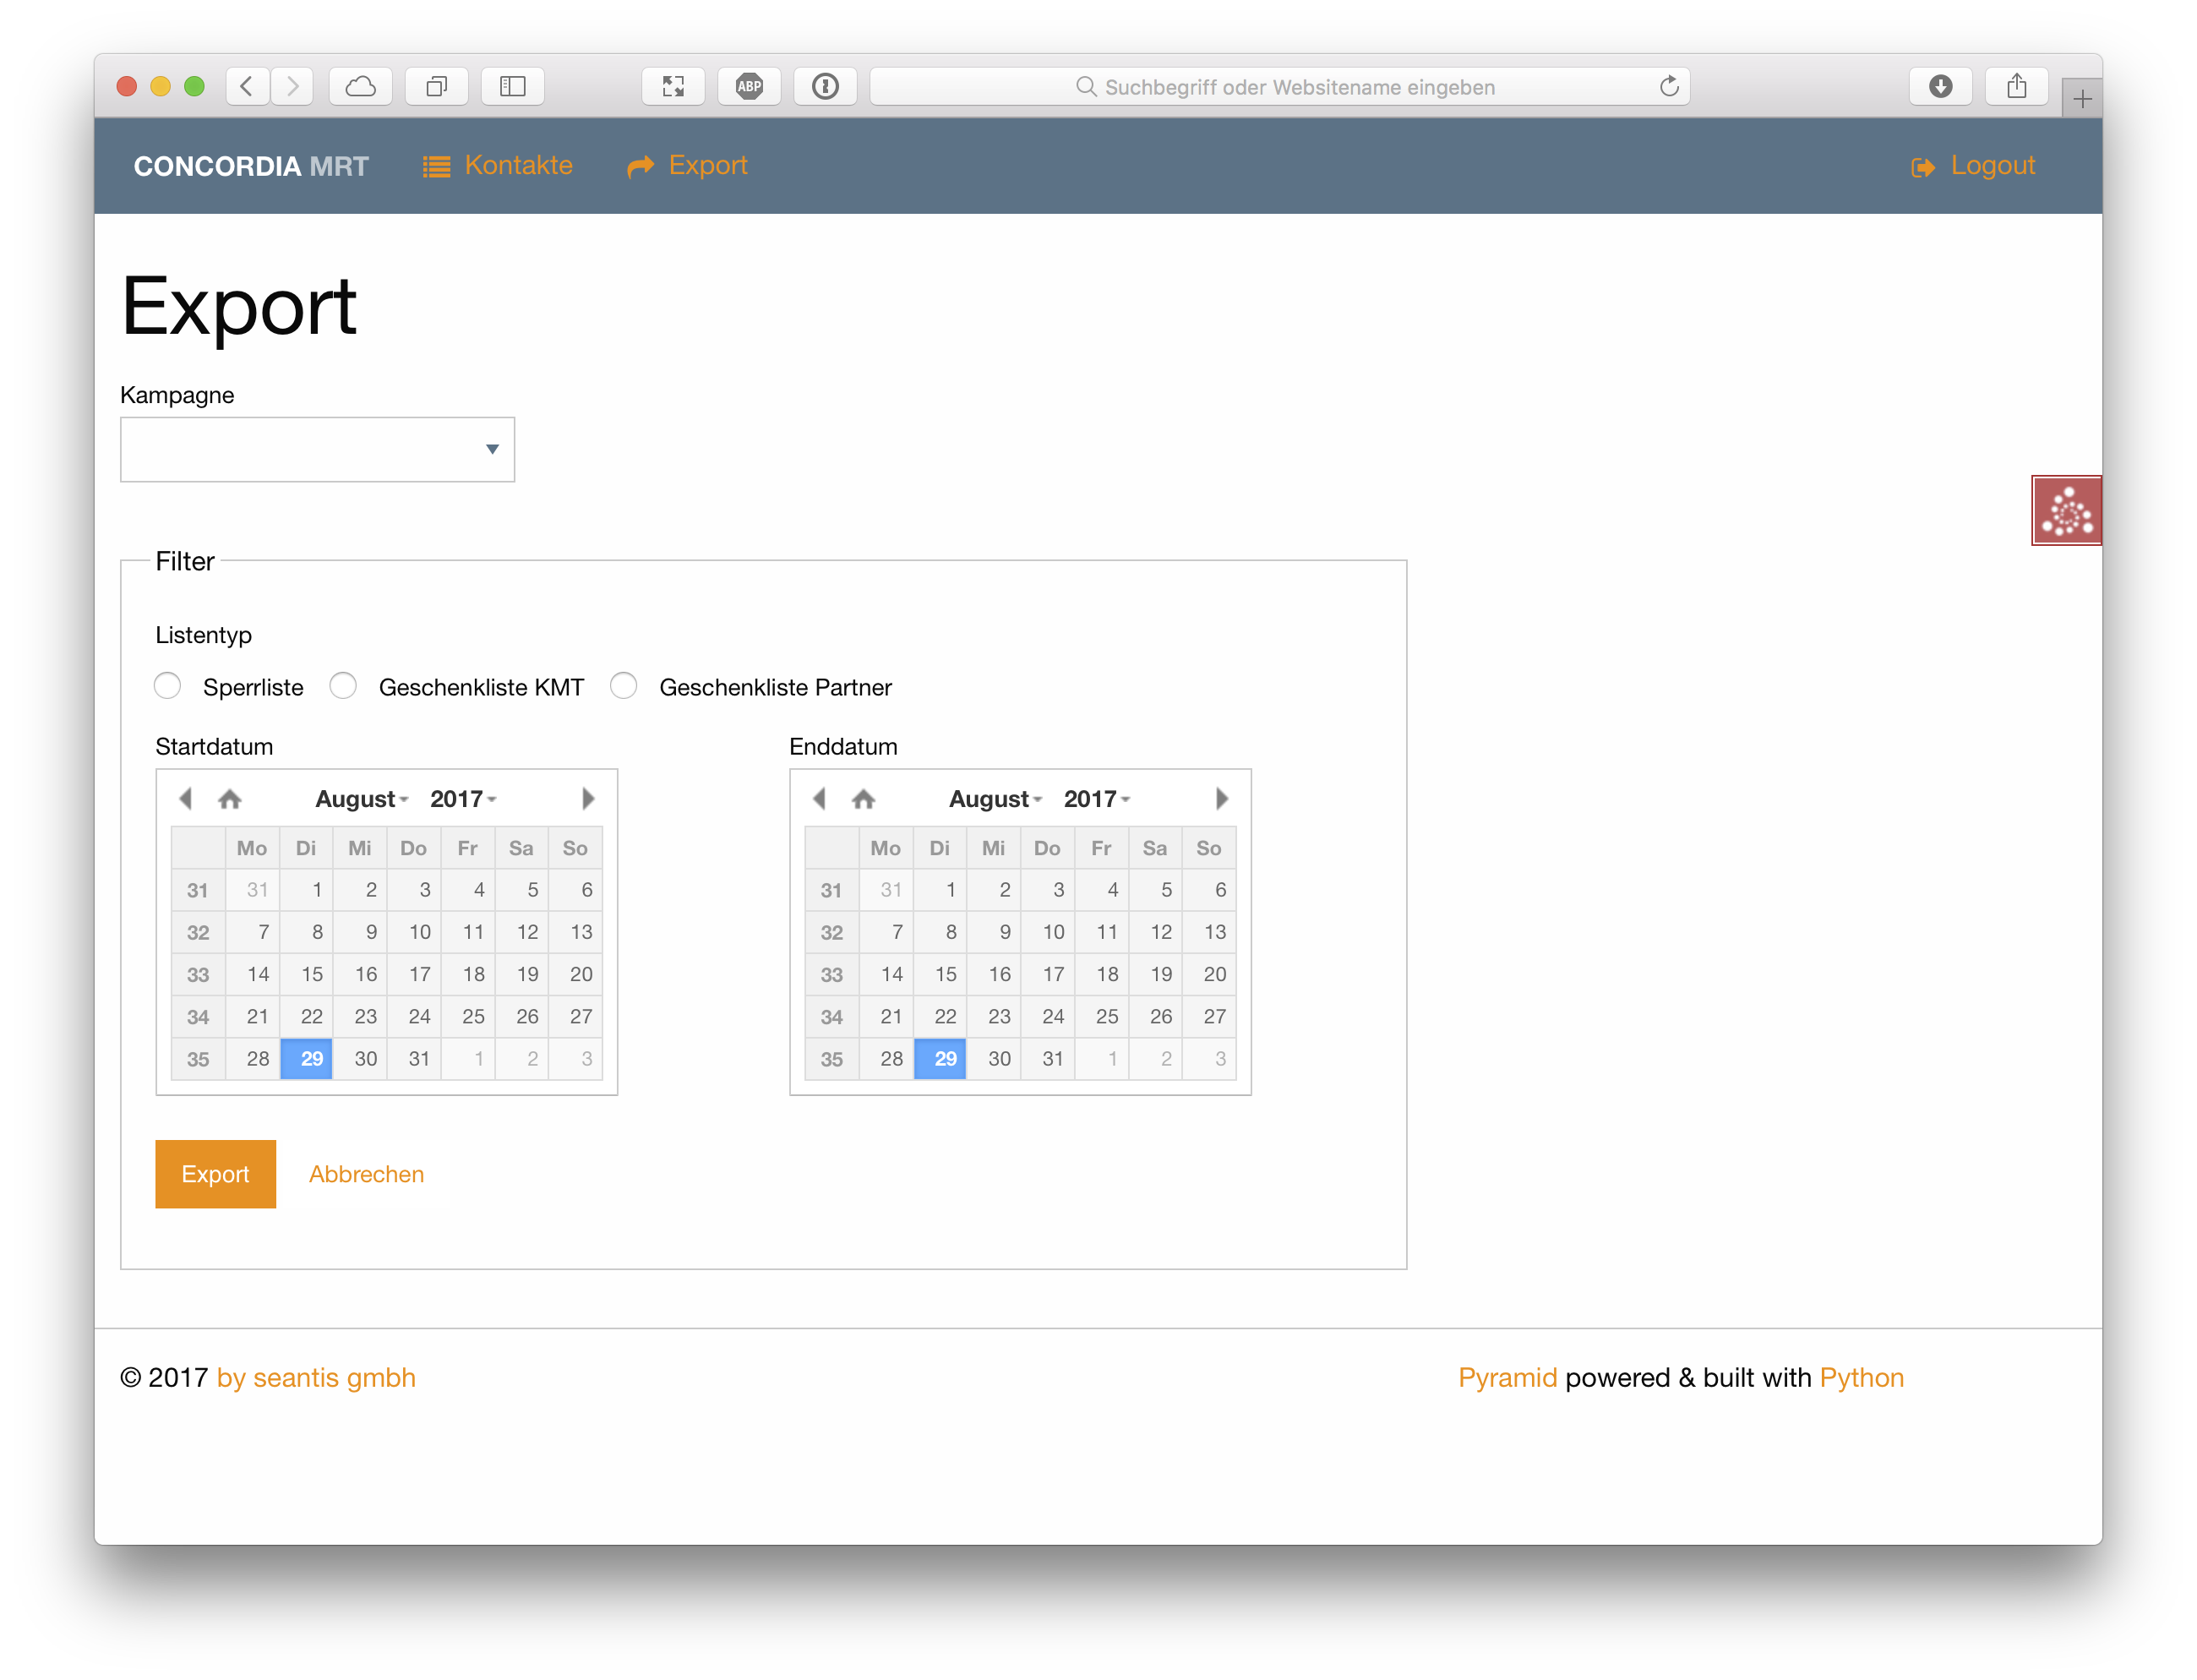 ABP
Suchbegriff oder Websitename eingeben
CONCORDIA MRT Kontakte Export Logout
Export
Kampagne
Filter
Listentyp
Sperrliste Geschenkliste KMT Geschenkliste Partner
Startdatum Enddatum
August 2017 August 2017
Mo Di Mi Do Fr Sa So Mo Di Mi Do Fr Sa So
31 31 1 2 3 4 5 6 31 31 1 2 3 4 5 6
32 7 8 9 10 11 12 13 32 7 8 9 10 11 12 13
33 14 15 16 17 18 19 20 33 14 15 16 17 18 19 20
34 21 22 23 24 25 26 27 34 21 22 23 24 25 26 27
35 28 29 30 31 1 2 3 35 28 29 30 31 1 2 3
Export Abbrechen
© 2017 by seantis gmbh Pyramid powered & built with Python